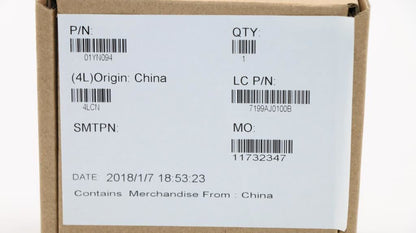 P/N:
01YN094
QTY:
1
(4L)Origin: China
4LCN
LC P/N:
7199AJ0100B
SMTPN:
MO:
11732347
DATE: 2018/1/7 18:53:23
Contains Merchandise From : China